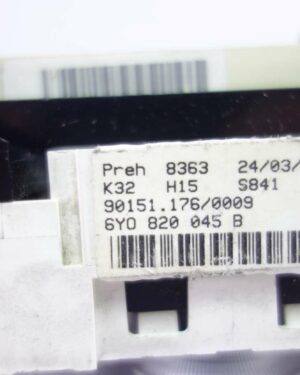 Preh 8363 24/03/
K32 H15 S841
90151.176/0009
6Y0 820 045 B